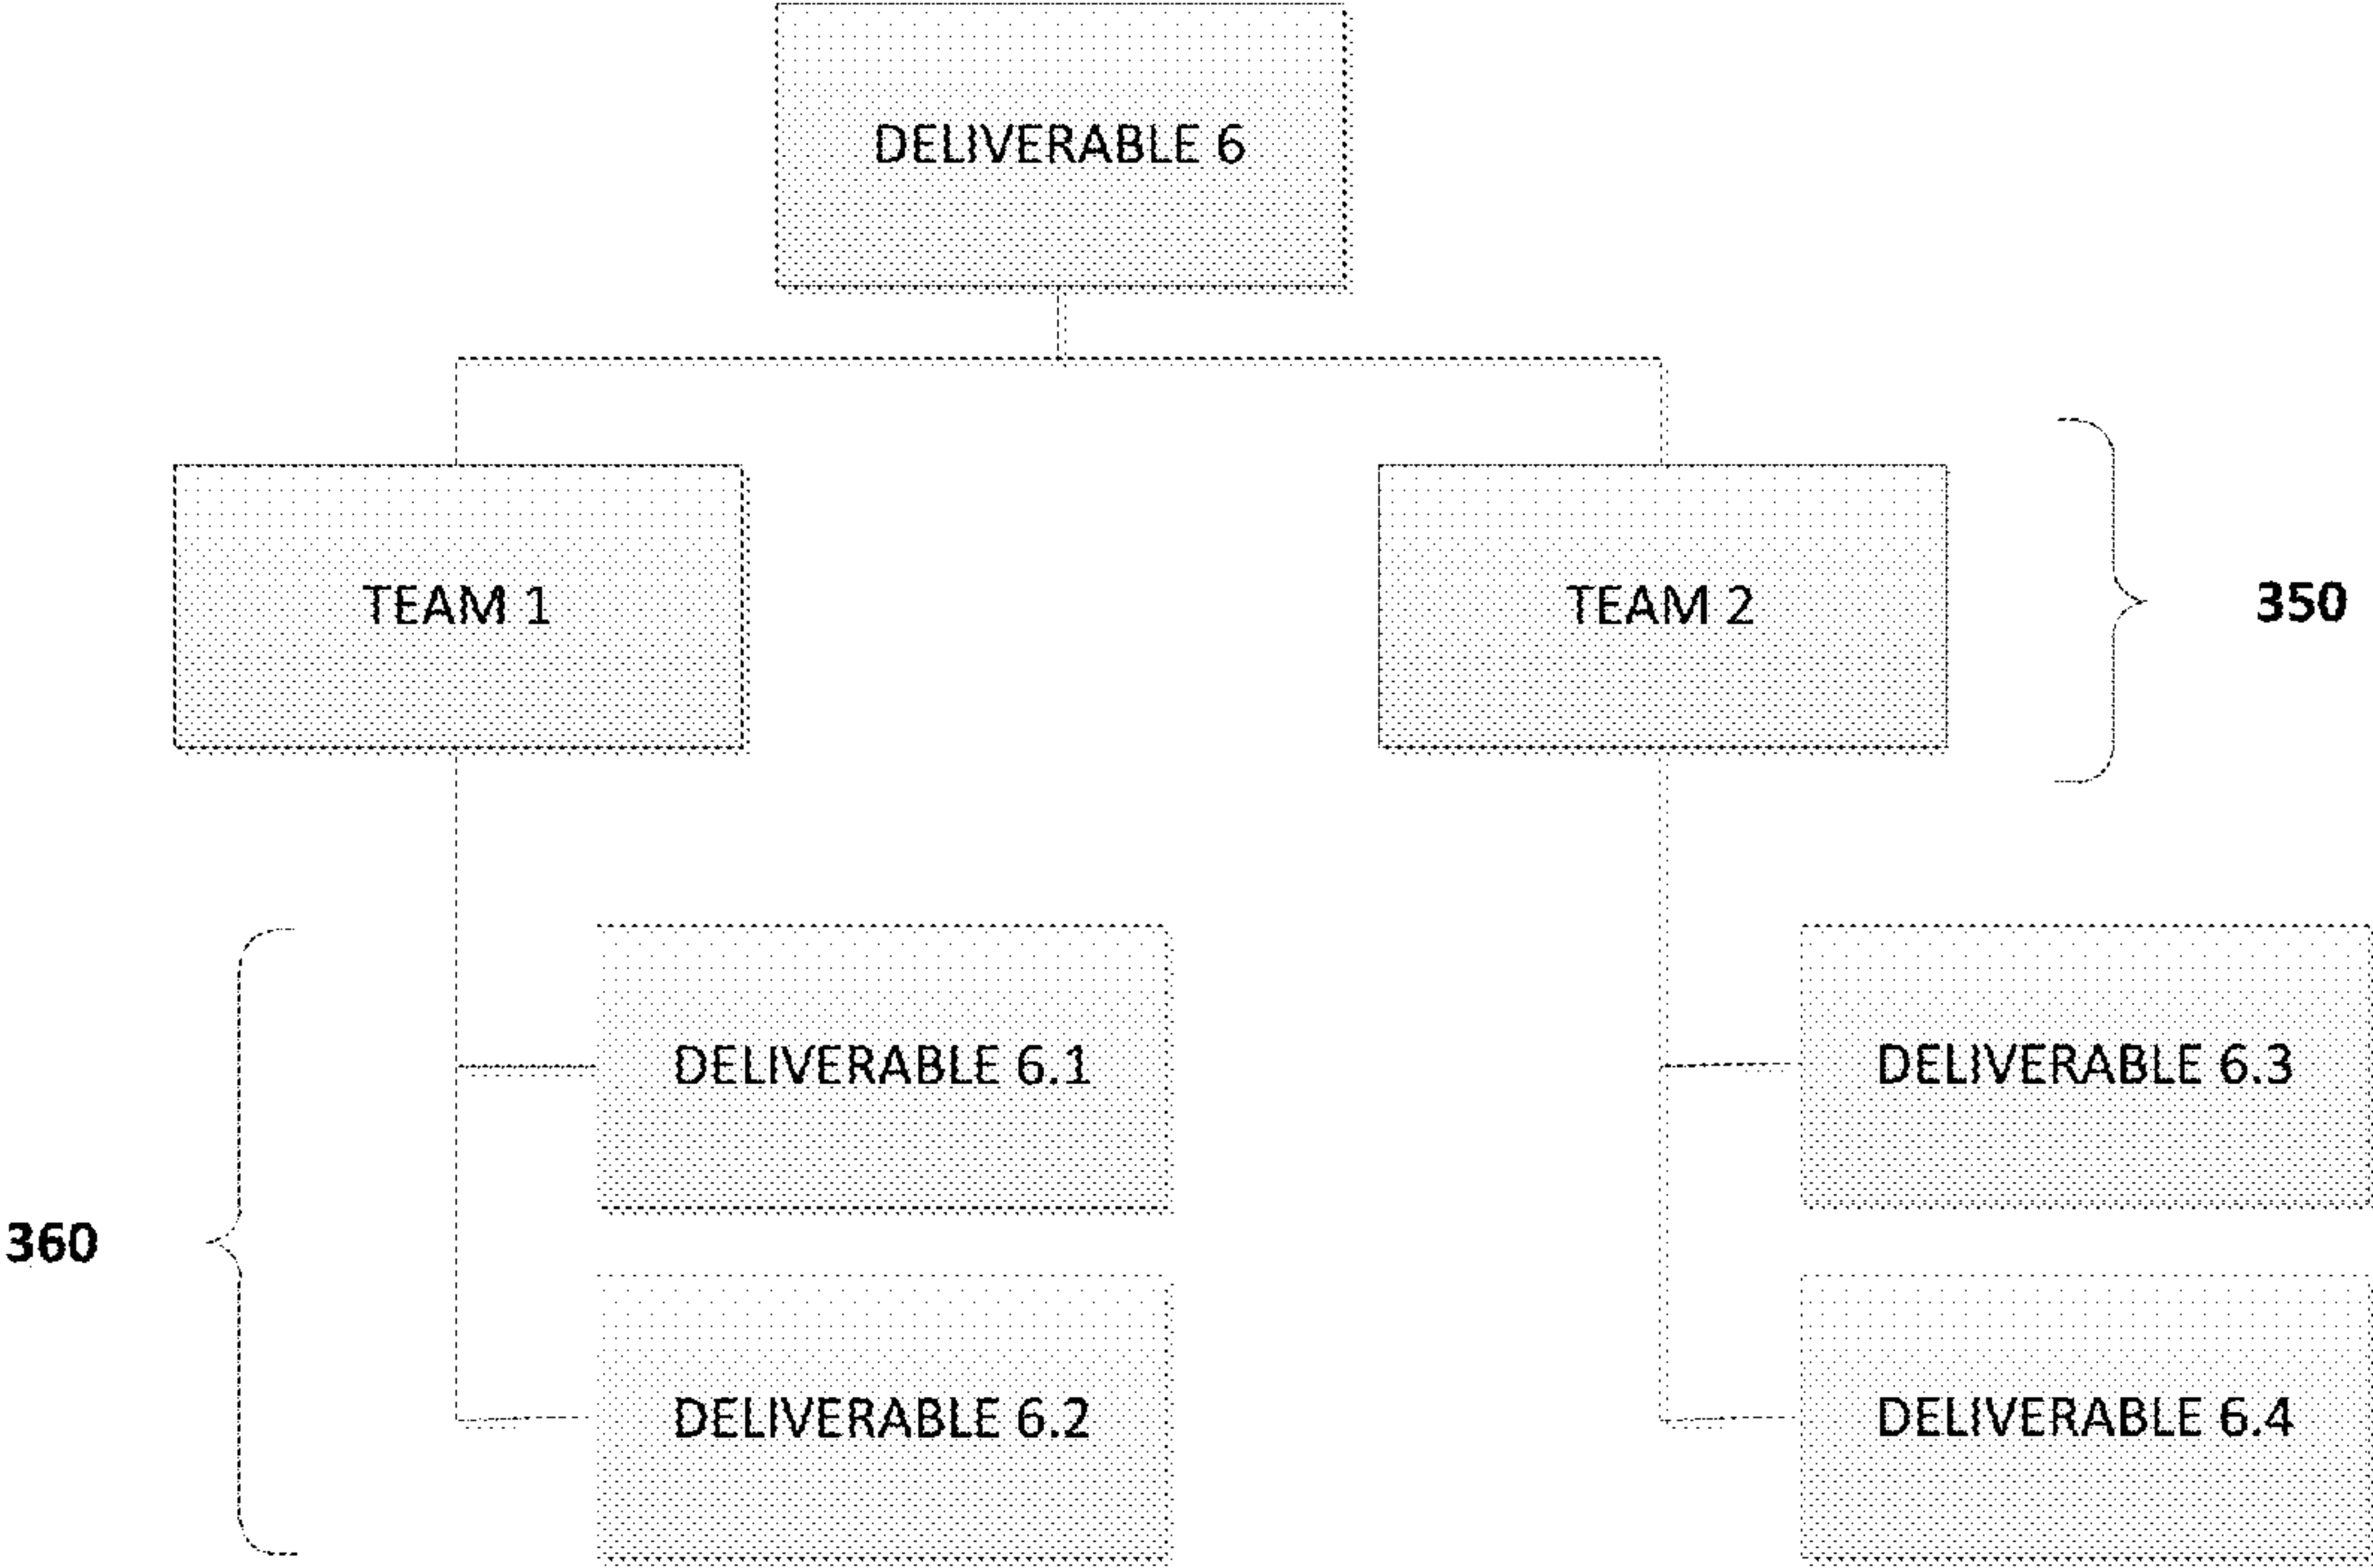 DELIVERABLE 6
TEAM 1
TEAM 2
350
DELIVERABLE 6.1
DELIVERABLE 6.3
360
DELIVERABLE 6.2
DELIVERABLE 6.4